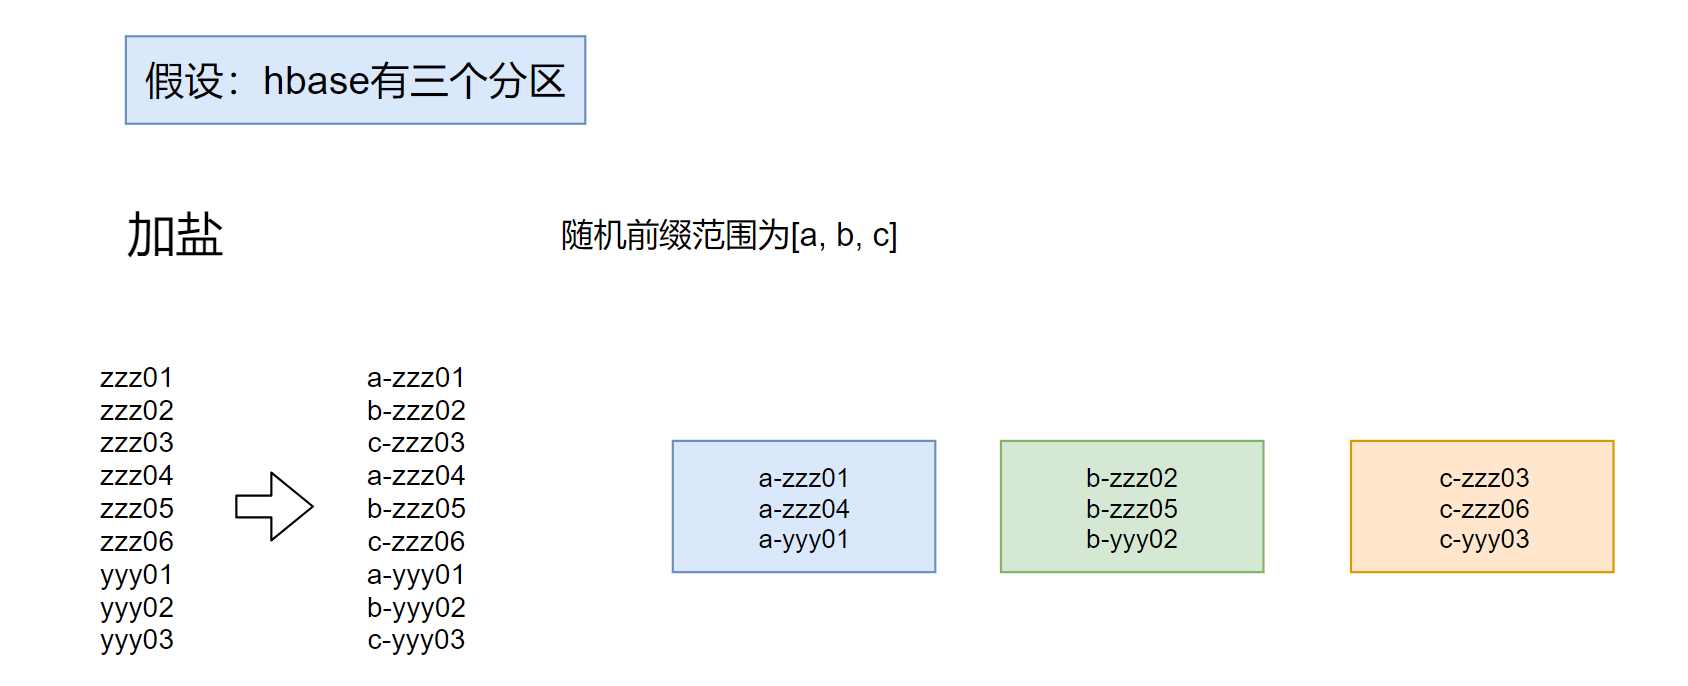 假设：hbase有三个分区
加盐
随机前缀范围为[a, b, c]
zzz01
zzz02
zzz03
zzz04
zzz05
zzz06
yyy01
yyy02
yyy03
a-zzz01
b-zzz02
c-zzz03
a-zzz04
b-zzz05
c-zzz06
a-yyy01
b-yyy02
c-yyy03
a-zzz01
a-zzz04
a-yyy01
b-zzz02
b-zzz05
b-yyy02
c-zzz03
c-zzz06
c-yyy03